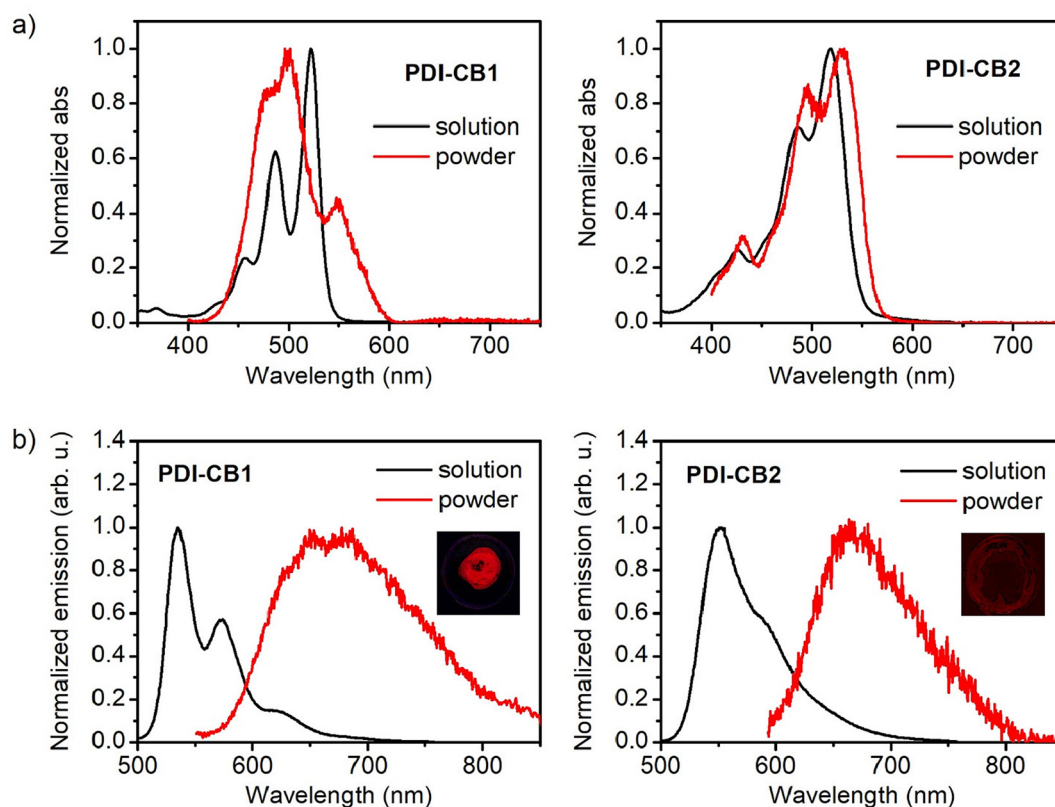 a)
PDI-CB1
solution
powder
Normalized abs
1.0
0.8
0.6
0.4
0.2
0.0
400 500 600 700
Wavelength (nm)
PDI-CB2
solution
powder
Normalized abs
1.0
0.8
0.6
0.4
0.2
0.0
400 500 600 700
Wavelength (nm)
b)
PDI-CB1
solution
powder
Normalized emission (arb. u.)
1.4
1.2
1.0
0.8
0.6
0.4
0.2
0.0
500 600 700 800
Wavelength (nm)
PDI-CB2
solution
powder
Normalized emission (arb. u.)
1.4
1.2
1.0
0.8
0.6
0.4
0.2
0.0
500 600 700 800
Wavelength (nm)